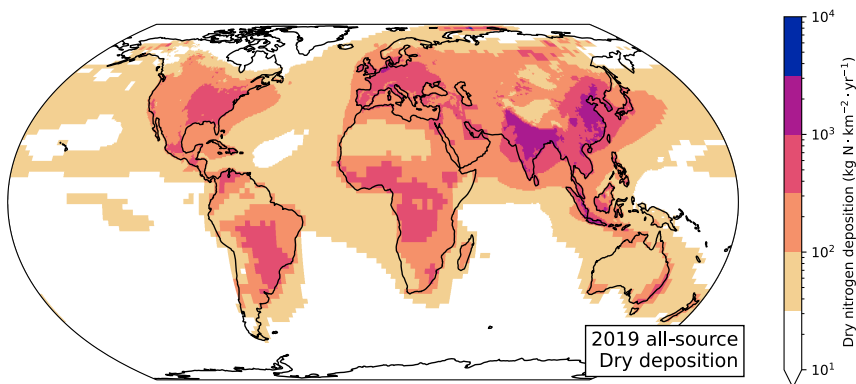 2019 all-source
Dry deposition
10⁴
10³
10²
10¹
Dry nitrogen deposition (kg N · km⁻² · yr⁻¹)